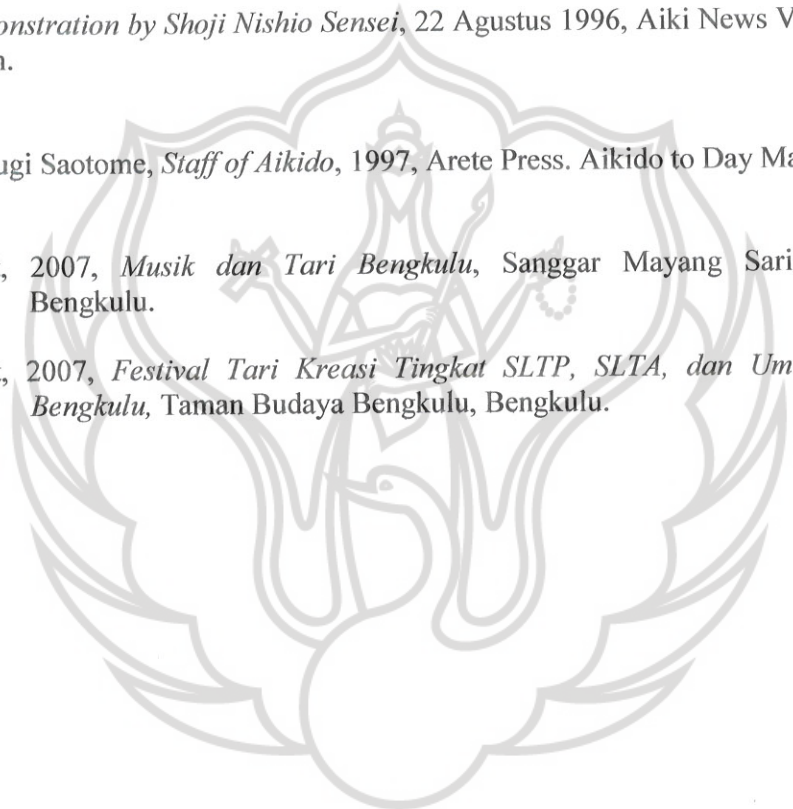 onstration by Shoji Nishio Sensei, 22 Agustus 1996, Aiki News V
ugi Saotome, Staff of Aikido, 1997, Arete Press. Aikido to Day Ma
, 2007, Musik dan Tari Bengkulu, Sanggar Mayang Sari
Bengkulu.
, 2007, Festival Tari Kreasi Tingkat SLTP, SLTA, dan Um
Bengkulu, Taman Budaya Bengkulu, Bengkulu.